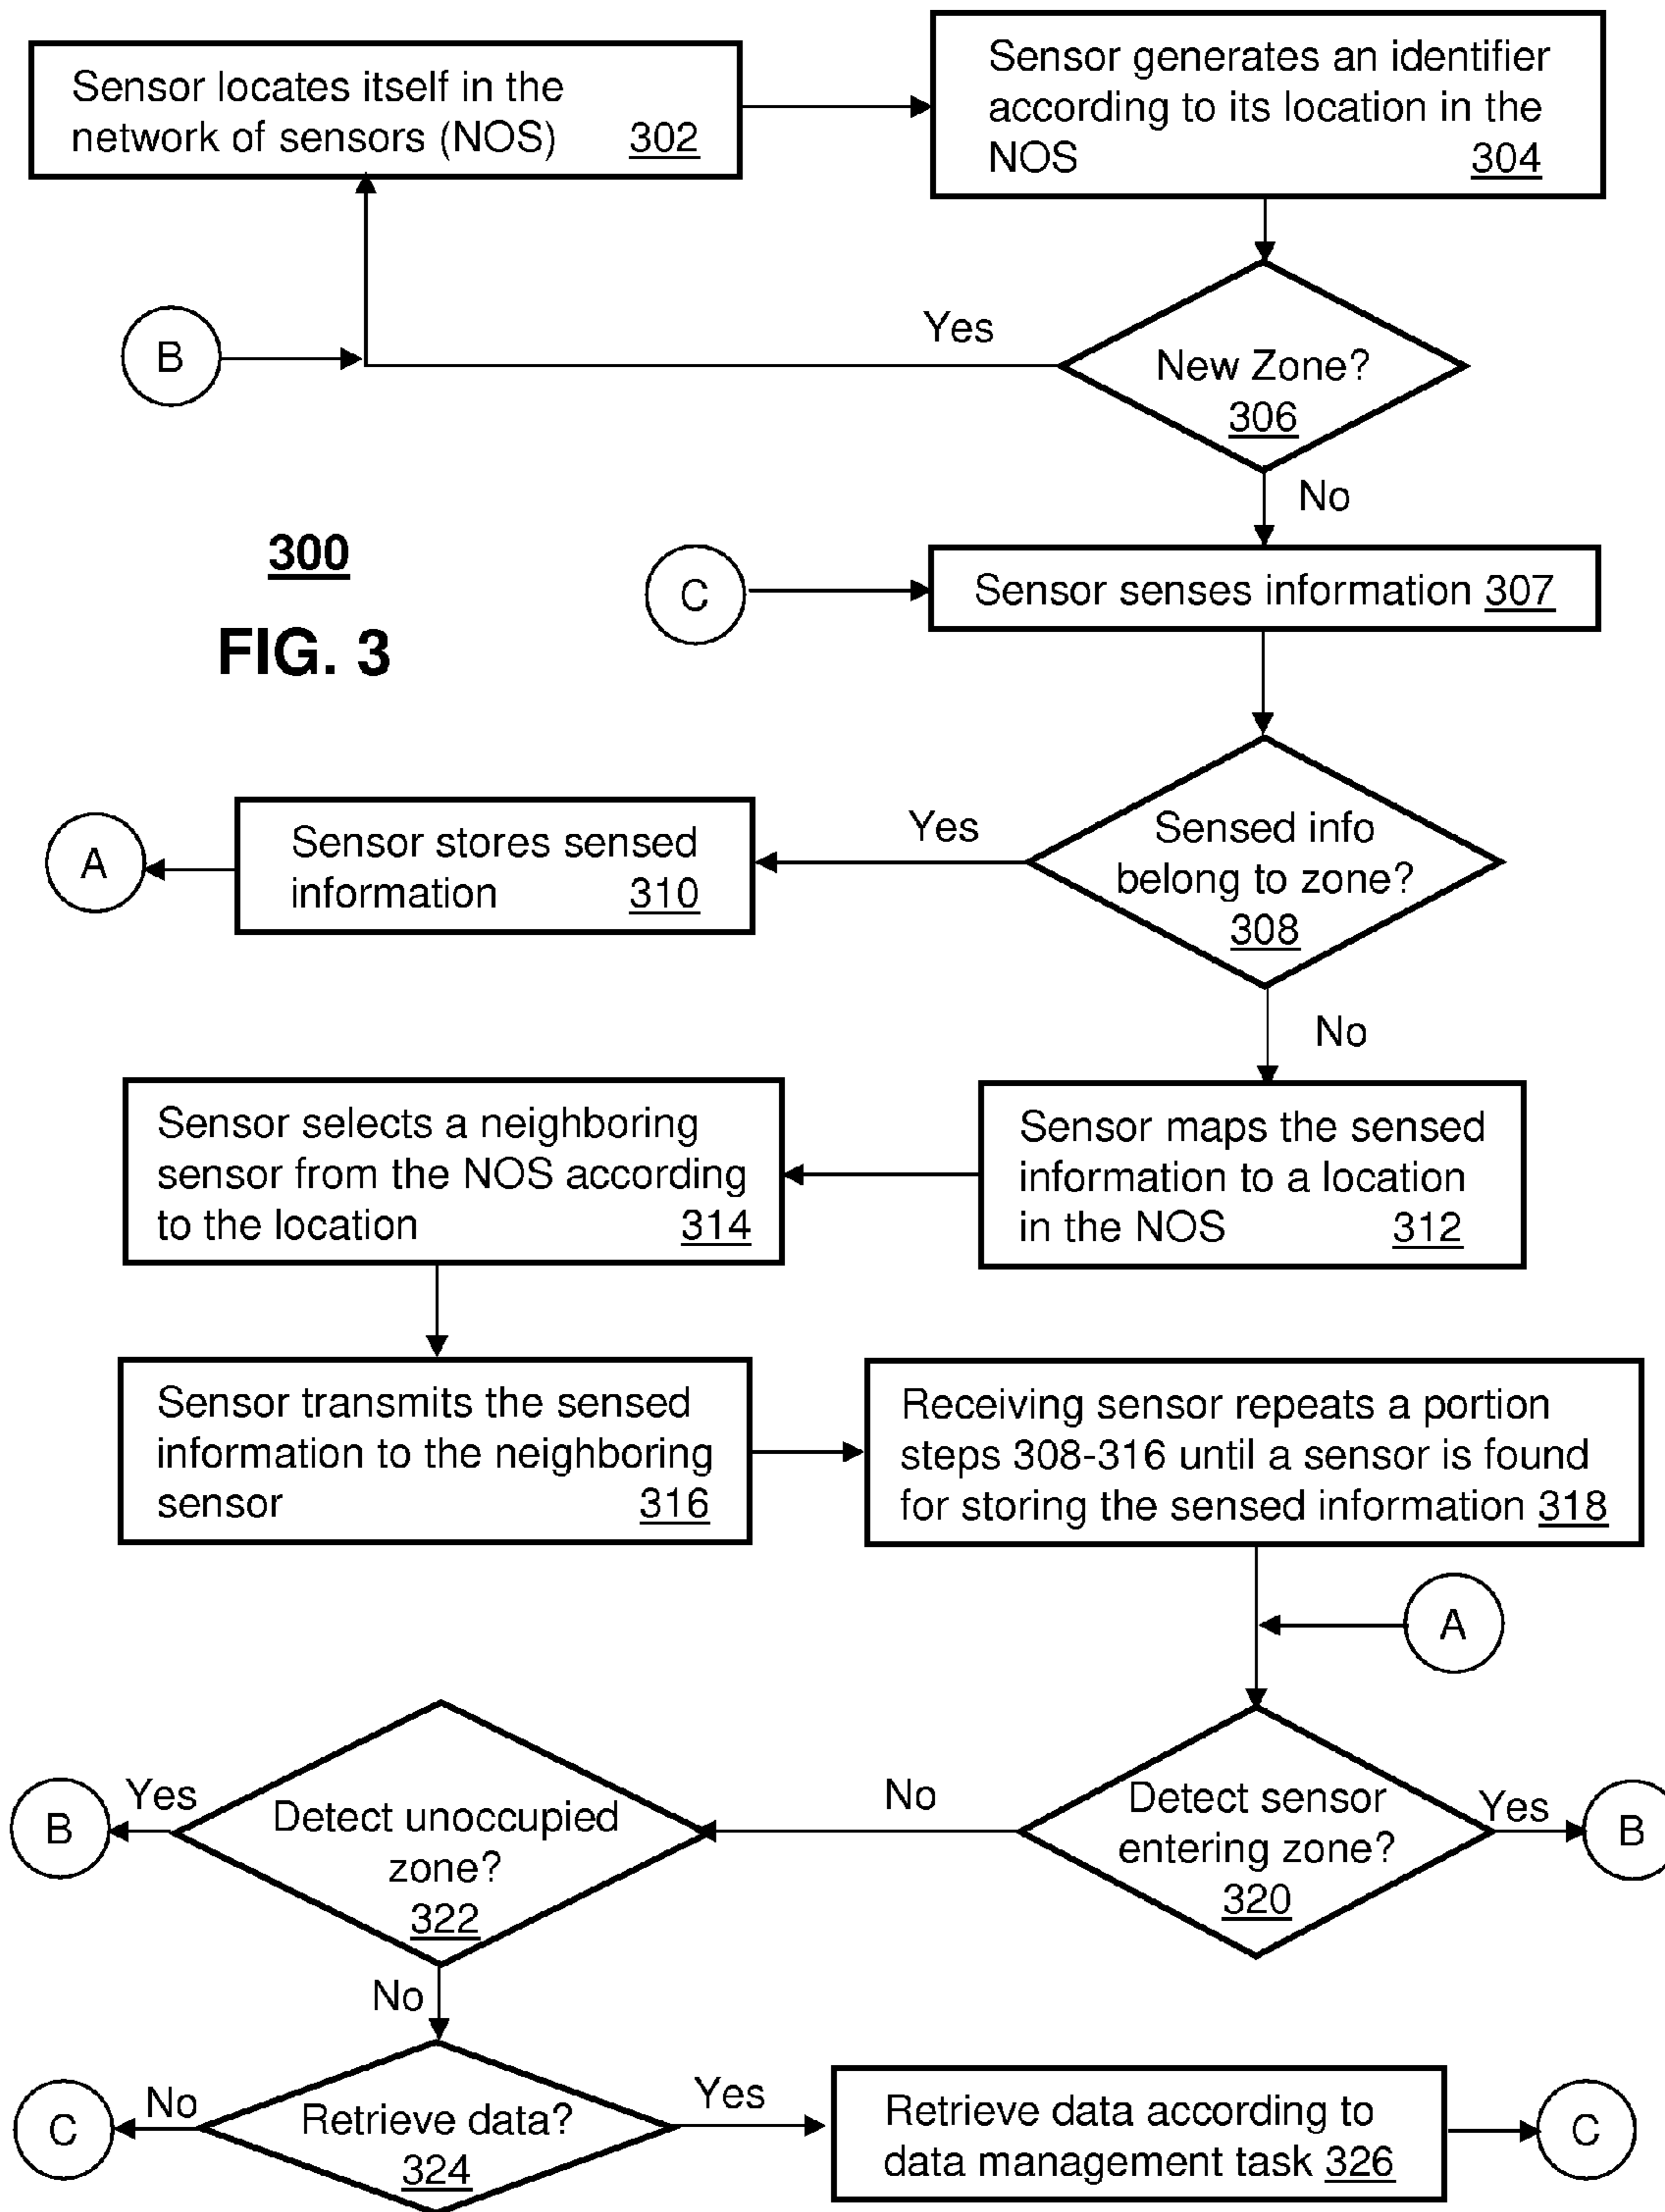 Sensor locates itself in the
network of sensors (NOS) 302
Sensor generates an identifier
according to its location in the
NOS 304
Yes
B
New Zone?
306
No
300
FIG. 3
C
Sensor senses information 307
A
Sensor stores sensed
information 310
Yes
Sensed info
belong to zone?
308
No
Sensor selects a neighboring
sensor from the NOS according
to the location 314
Sensor maps the sensed
information to a location
in the NOS 312
Sensor transmits the sensed
information to the neighboring
sensor 316
Receiving sensor repeats a portion
steps 308-316 until a sensor is found
for storing the sensed information 318
A
B
Yes
Detect unoccupied
zone?
322
No
Detect sensor
entering zone?
320
Yes
B
No
C
No
Retrieve data?
324
Yes
Retrieve data according to
data management task 326
C